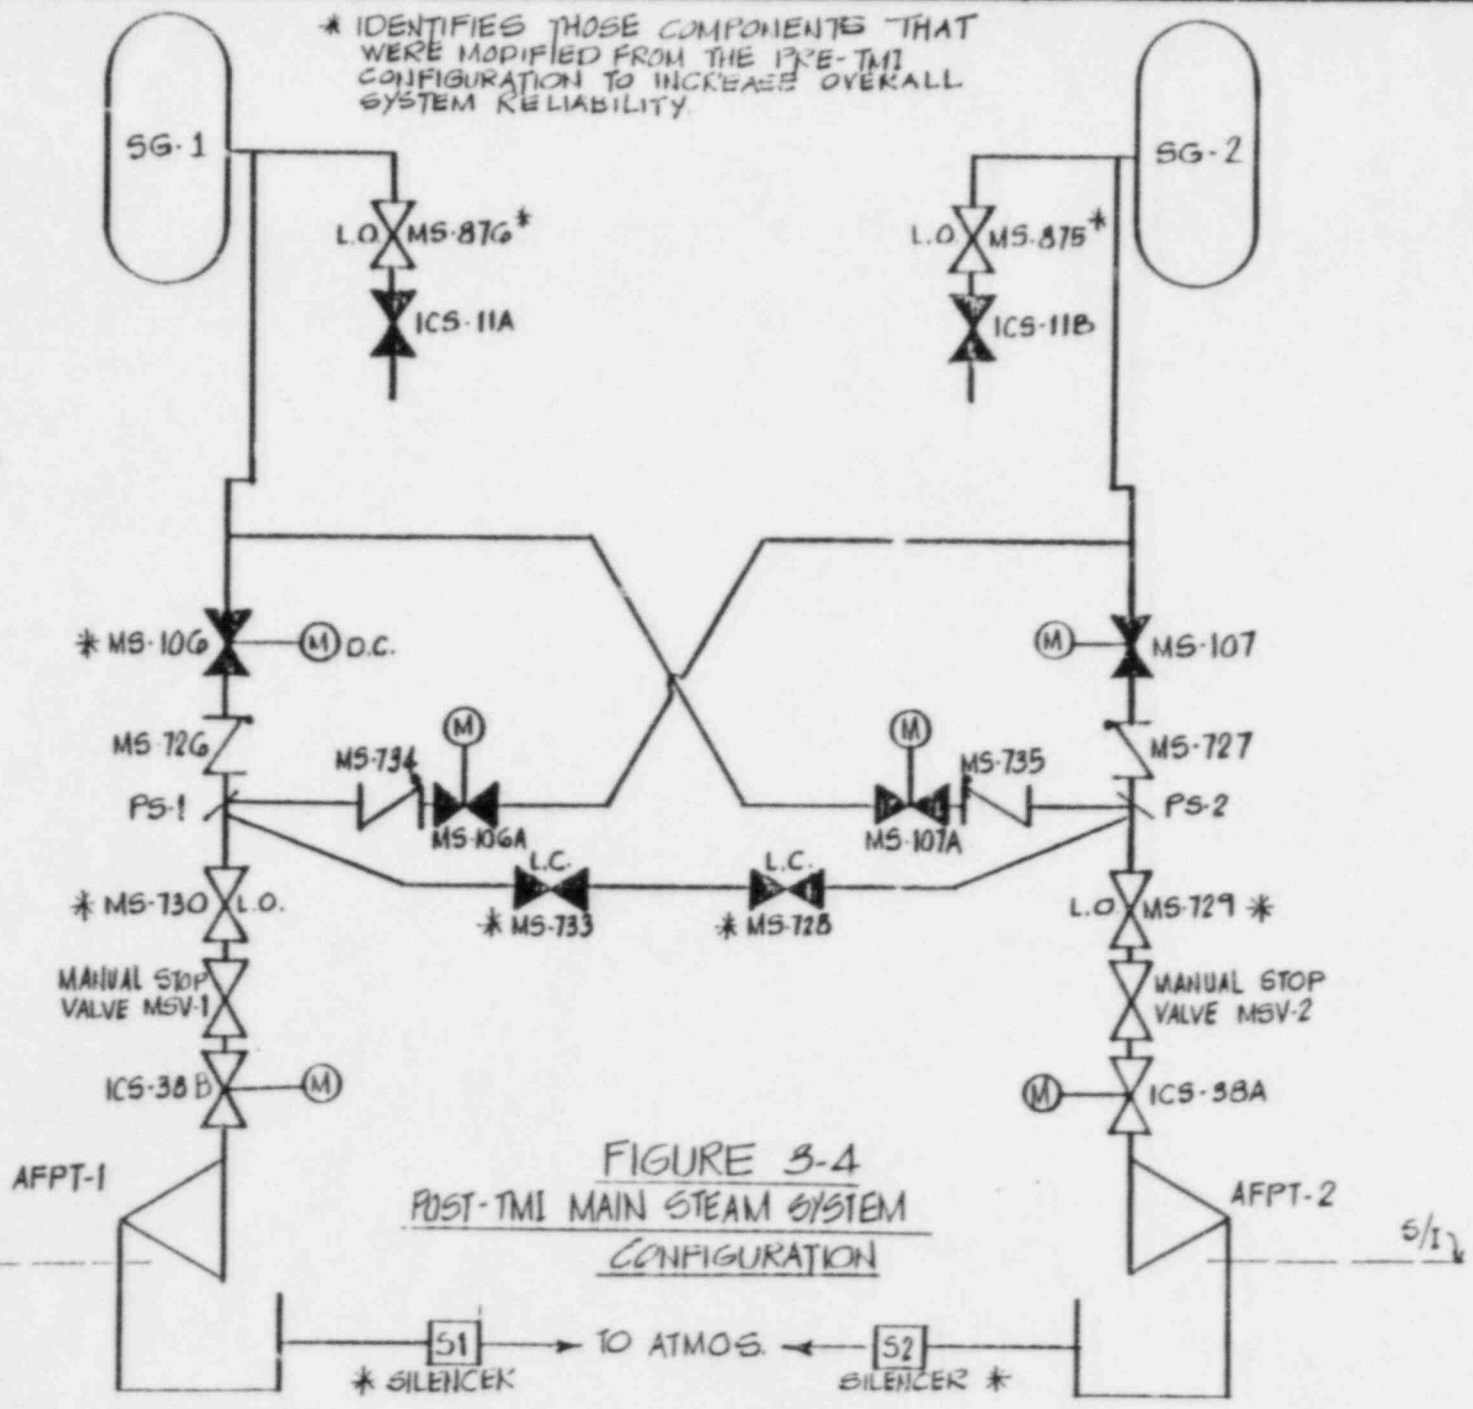 * IDENTIFIES THOSE COMPONENTS THAT
WERE MODIFIED FROM THE PRE-TMI
CONFIGURATION TO INCREASE OVERALL
SYSTEM RELIABILITY.
SG-1
SG-2
L.O. MS-876*
L.O. MS-875*
ICS-11A
ICS-11B
* MS-106
M D.C.
M
MS-107
MS-726
MS-734
M
M
MS-735
MS-727
PS-1
PS-2
MS-106A
MS-107A
L.C.
L.C.
* MS-730 L.O.
* MS-733
* MS-728
L.O MS-729 *
MANUAL STOP
VALVE MSV-1
MANUAL STOP
VALVE MSV-2
ICS-38B
M
M
ICS-38A
FIGURE 3-4
POST-TMI MAIN STEAM SYSTEM
CONFIGURATION
AFPT-1
AFPT-2
S/I
S1
TO ATMOS.
S2
* SILENCER
SILENCER *